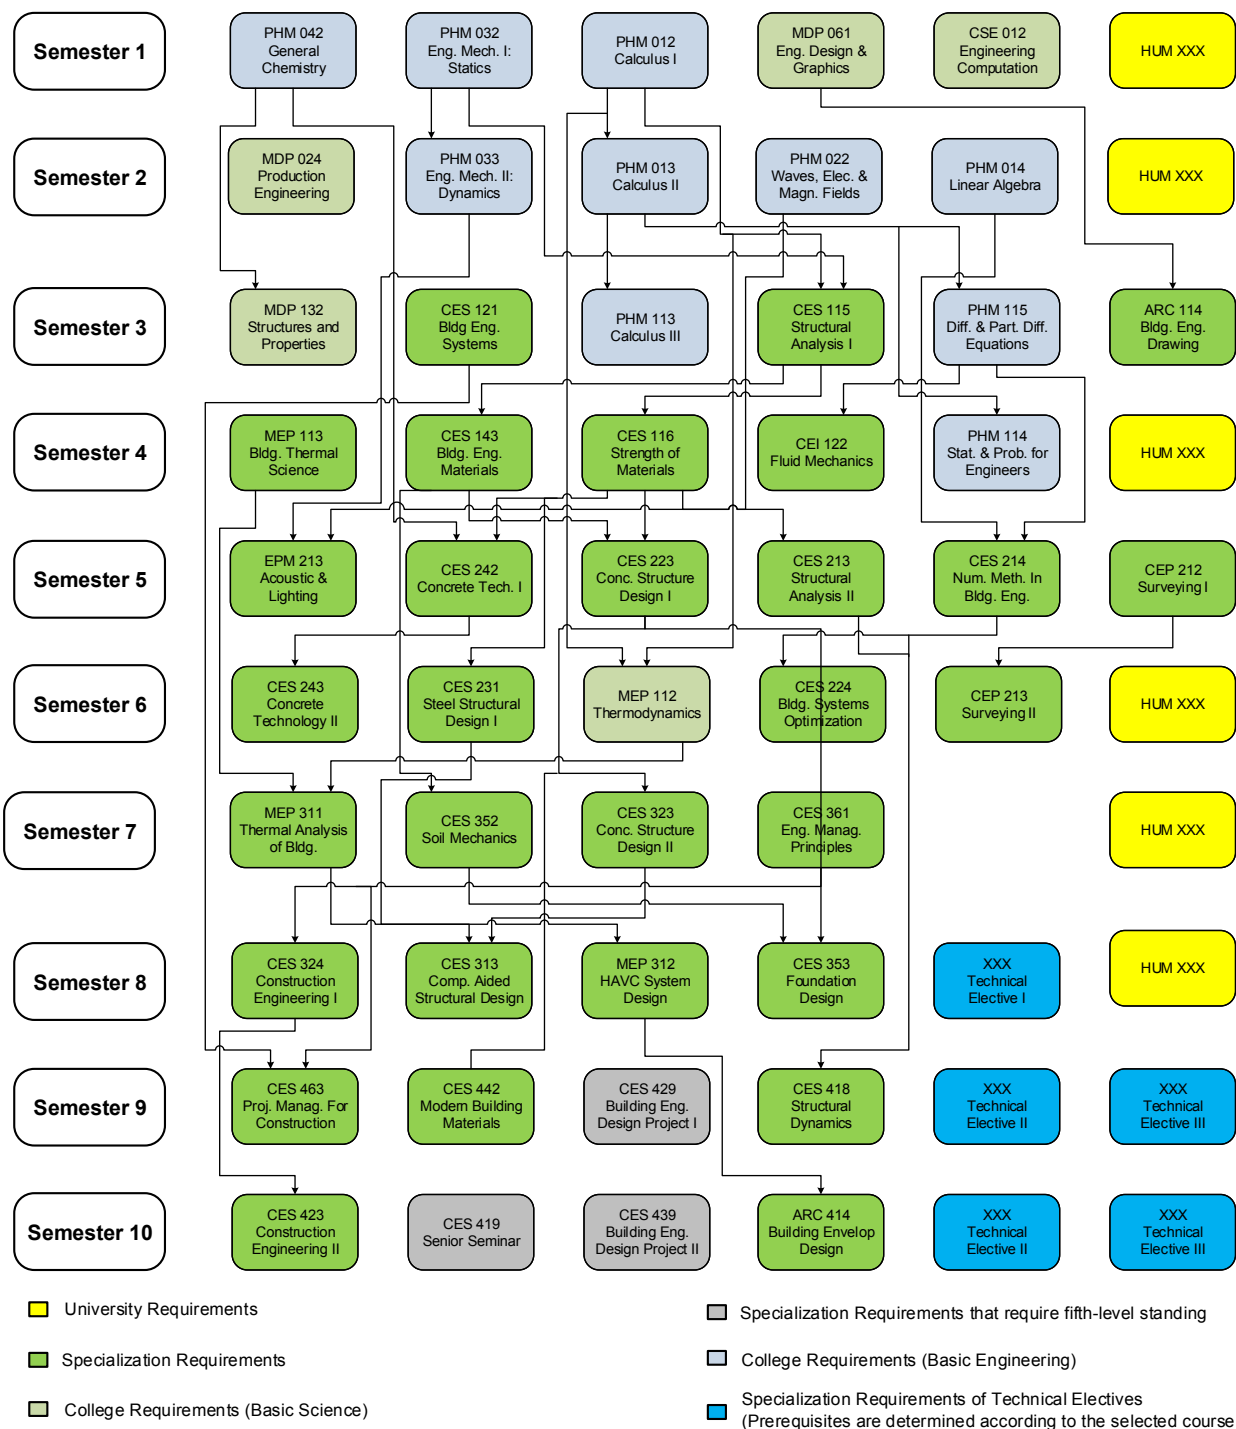 Semester 1
PHM 042
General
Chemistry
PHM 032
Eng. Mech. I:
Statics
PHM 012
Calculus I
MDP 061
Eng. Design &
Graphics
CSE 012
Engineering
Computation
HUM XXX
Semester 2
MDP 024
Production
Engineering
PHM 033
Eng. Mech. II:
Dynamics
PHM 013
Calculus II
PHM 022
Waves, Elec. &
Magn. Fields
PHM 014
Linear Algebra
HUM XXX
Semester 3
MDP 132
Structures and
Properties
CES 121
Bldg Eng.
Systems
PHM 113
Calculus III
CES 115
Structural
Analysis I
PHM 115
Diff. & Part. Diff.
Equations
ARC 114
Bldg. Eng.
Drawing
Semester 4
MEP 113
Bldg. Thermal
Science
CES 143
Bldg. Eng.
Materials
CES 116
Strength of
Materials
CEI 122
Fluid Mechanics
PHM 114
Stat. & Prob. for
Engineers
HUM XXX
Semester 5
EPM 213
Acoustic &
Lighting
CES 242
Concrete Tech. I
CES 223
Conc. Structure
Design I
CES 213
Structural
Analysis II
CES 214
Num. Meth. In
Bldg. Eng.
CEP 212
Surveying I
Semester 6
CES 243
Concrete
Technology II
CES 231
Steel Structural
Design I
MEP 112
Thermodynamics
CES 224
Bldg. Systems
Optimization
CEP 213
Surveying II
HUM XXX
Semester 7
MEP 311
Thermal Analysis
of Bldg.
CES 352
Soil Mechanics
CES 323
Conc. Structure
Design II
CES 361
Eng. Manag.
Principles
HUM XXX
Semester 8
CES 324
Construction
Engineering I
CES 313
Comp. Aided
Structural Design
MEP 312
HAVC System
Design
CES 353
Foundation
Design
XXX
Technical
Elective I
HUM XXX
Semester 9
CES 463
Proj. Manag. For
Construction
CES 442
Modern Building
Materials
CES 429
Building Eng.
Design Project I
CES 418
Structural
Dynamics
XXX
Technical
Elective II
XXX
Technical
Elective III
Semester 10
CES 423
Construction
Engineering II
CES 419
Senior Seminar
CES 439
Building Eng.
Design Project II
ARC 414
Building Envelop
Design
XXX
Technical
Elective II
XXX
Technical
Elective III
University Requirements
Specialization Requirements that require fifth-level standing
Specialization Requirements
College Requirements (Basic Engineering)
College Requirements (Basic Science)
Specialization Requirements of Technical Electives
(Prerequisites are determined according to the selected course